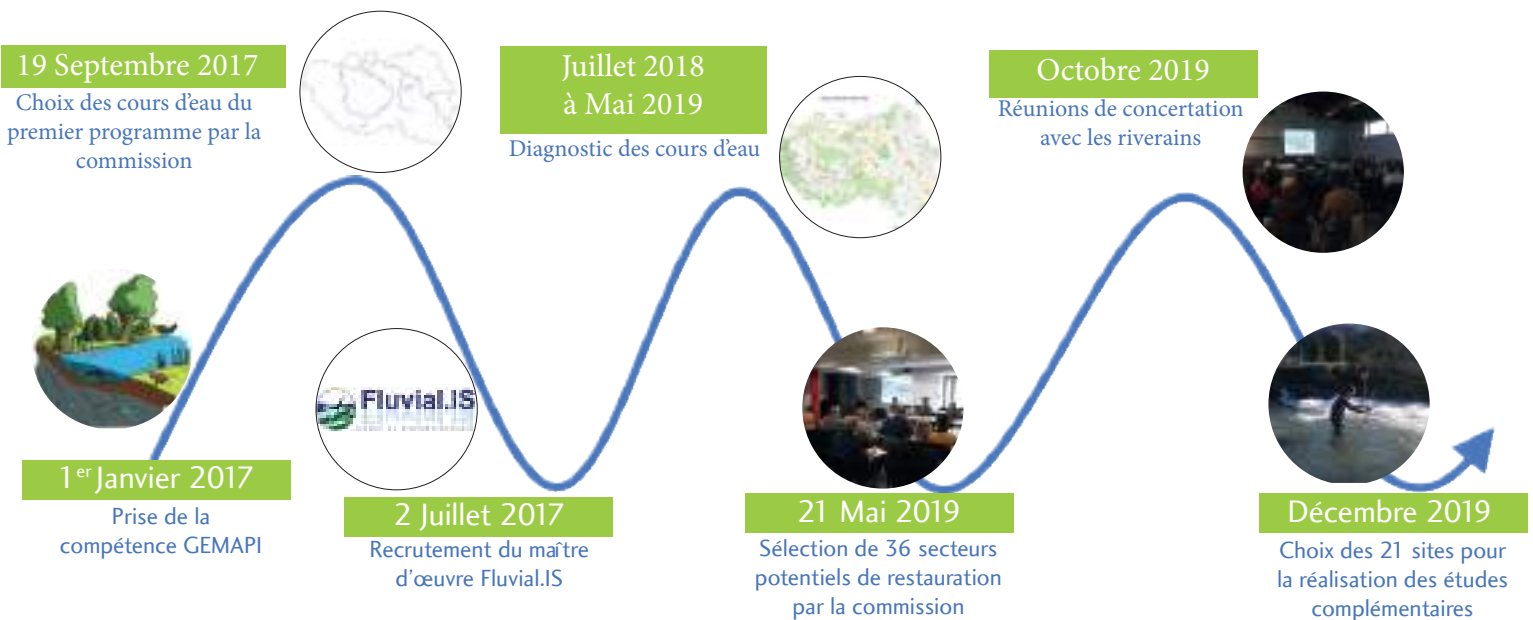 19 Septembre 2017
Choix des cours d'eau du
premier programme par la
commission
Juillet 2018
à Mai 2019
Diagnostic des cours d'eau
Octobre 2019
Réunions de concertation
avec les riverains
1er Janvier 2017
Prise de la
compétence GEMAPI
Fluvial.IS
2 Juillet 2017
Recrutement du maître
d'œuvre Fluvial.IS
21 Mai 2019
Sélection de 36 secteurs
potentiels de restauration
par la commission
Décembre 2019
Choix des 21 sites pour
la réalisation des études
complémentaires